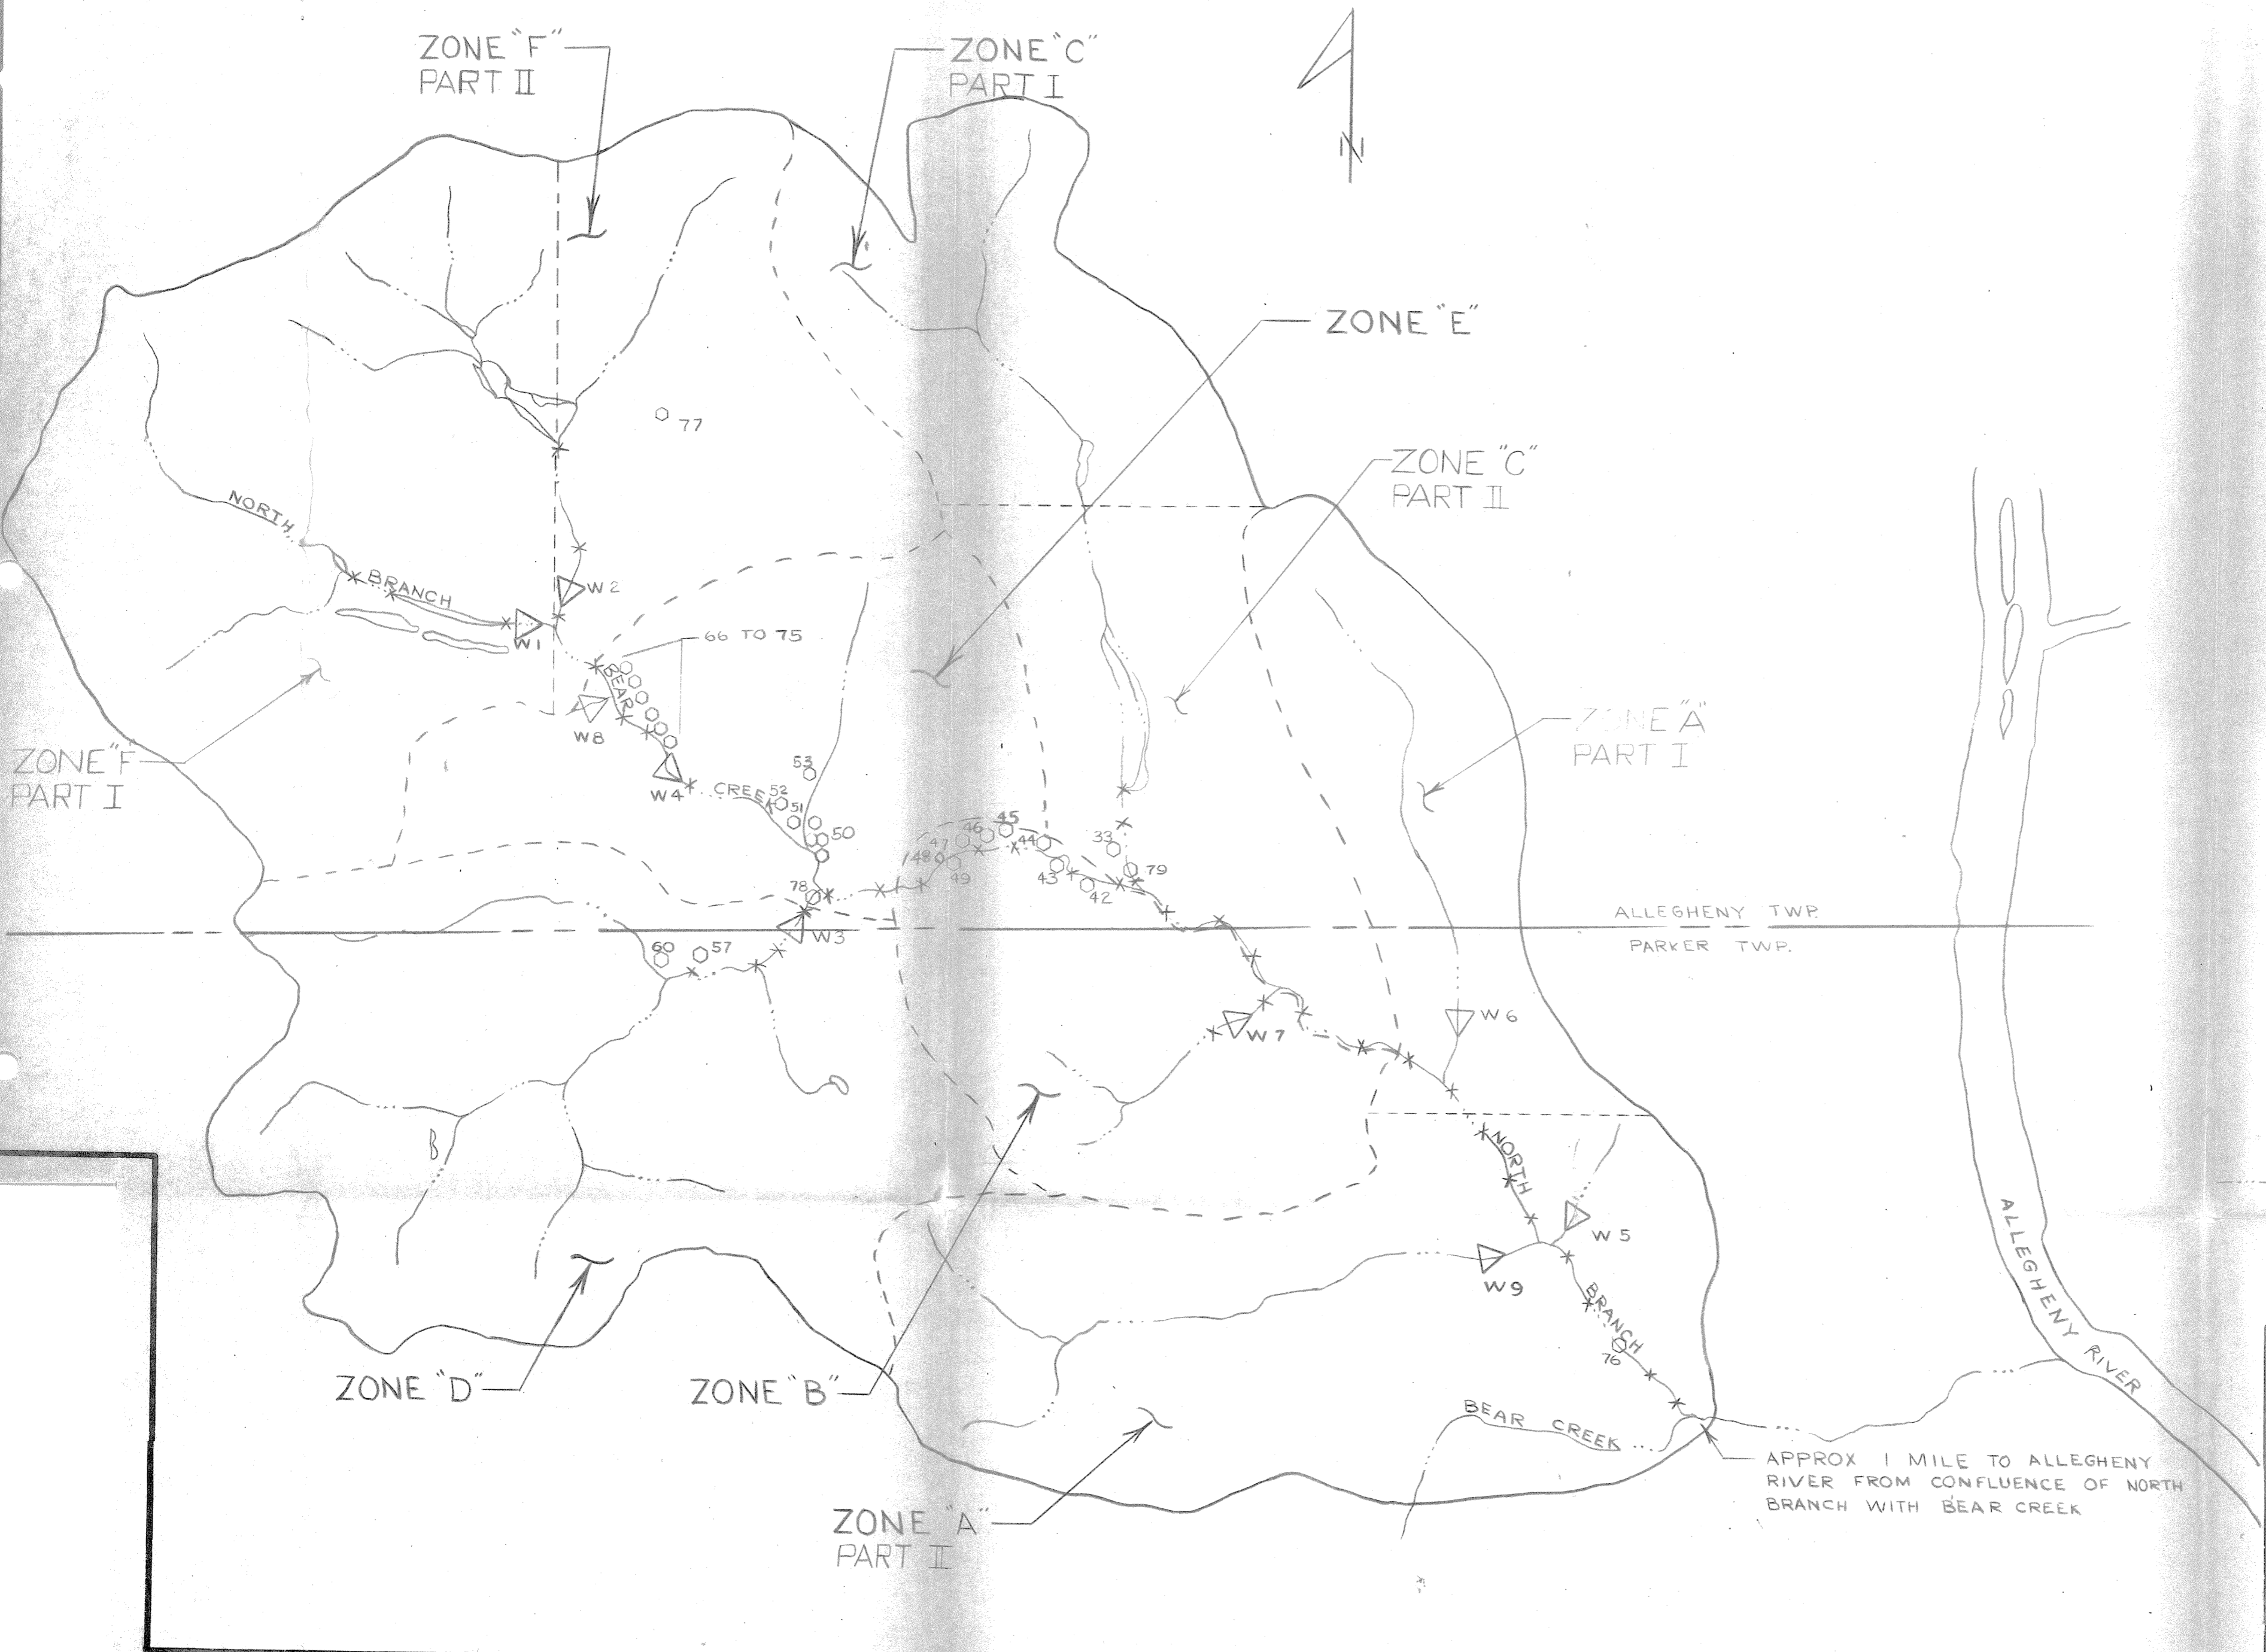 ZONE "F"
PART II
ZONE "C"
PART I
N
ZONE "E"
77
ZONE "C"
PART II
NORTH
BRANCH
W 2
W1
66 TO 75
BEAR
W8
ZONE "A"
PART I
ZONE "F"
PART I
53
W4
CREEK
52
51
50
45
46
47
44
33
48
49
43
79
42
78
W3
ALLEGHENY TWP.
PARKER TWP.
60
57
W 6
W7
NORTH
W 5
W9
BRANCH
76
ALLEGHENY RIVER
ZONE "D"
ZONE "B"
BEAR CREEK
APPROX 1 MILE TO ALLEGHENY
RIVER FROM CONFLUENCE OF NORTH
BRANCH WITH BEAR CREEK
ZONE "A"
PART II